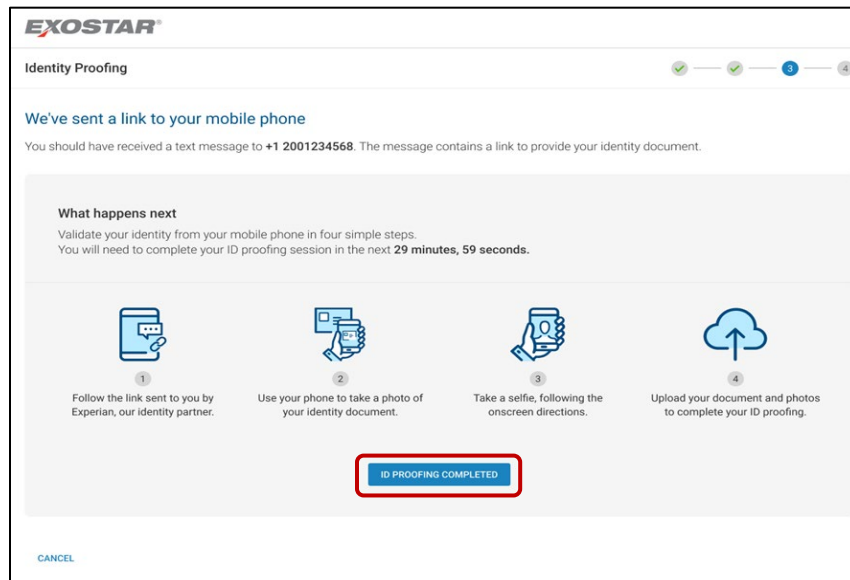 EXOSTAR®
Identity Proofing
3
4
We've sent a link to your mobile phone
You should have received a text message to +1 2001234568. The message contains a link to provide your identity document.
What happens next
Validate your identity from your mobile phone in four simple steps.
You will need to complete your ID proofing session in the next 29 minutes, 59 seconds.
1
Follow the link sent to you by
Experian, our identity partner.
2
Use your phone to take a photo of
your identity document.
3
Take a selfie, following the
onscreen directions.
4
Upload your document and photos
to complete your ID proofing.
ID PROOFING COMPLETED
CANCEL